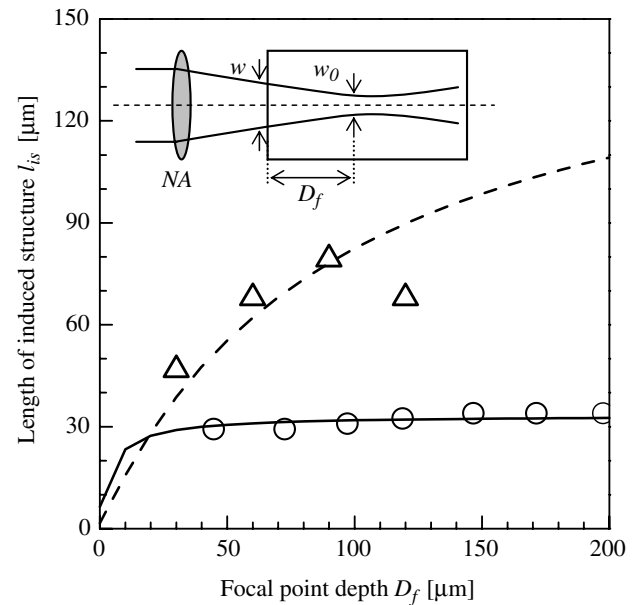 150
120
90
60
30
0
Length of induced structure l_is [μm]
w
w_0
NA
D_f
0 50 100 150 200
Focal point depth D_f [μm]